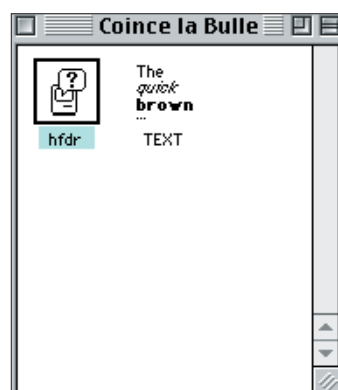 Coince la Bulle
?
The
quick
brown
...
hfdr
TEXT